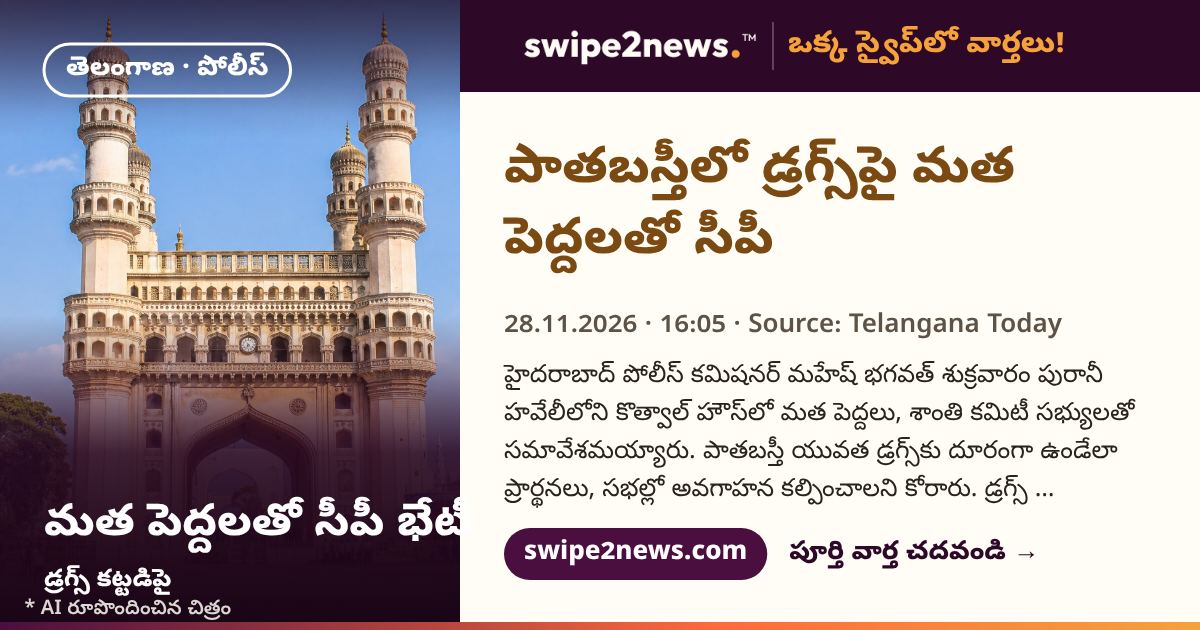 తెలంగాణ · పోలీస్
swipe2news.™
ఒక్క స్వైప్‌లో వార్తలు!
పాతబస్తీలో డ్రగ్స్‌పై మత
పెద్దలతో సీపీ
28.11.2026 · 16:05 · Source: Telangana Today
హైదరాబాద్ పోలీస్ కమిషనర్ మహేష్ భగవత్ శుక్రవారం పురానీ
హవేలీలోని కొత్వాల్ హౌస్‌లో మత పెద్దలు, శాంతి కమిటీ సభ్యులతో
సమావేశమయ్యారు. పాతబస్తీ యువత డ్రగ్స్‌కు దూరంగా ఉండేలా
ప్రార్థనలు, సభల్లో అవగాహన కల్పించాలని కోరారు. డ్రగ్స్ ...
swipe2news.com
పూర్తి వార్త చదవండి →
మత పెద్దలతో సీపీ భేటీ
డ్రగ్స్ కట్టడిపై
* AI రూపొందించిన చిత్రం